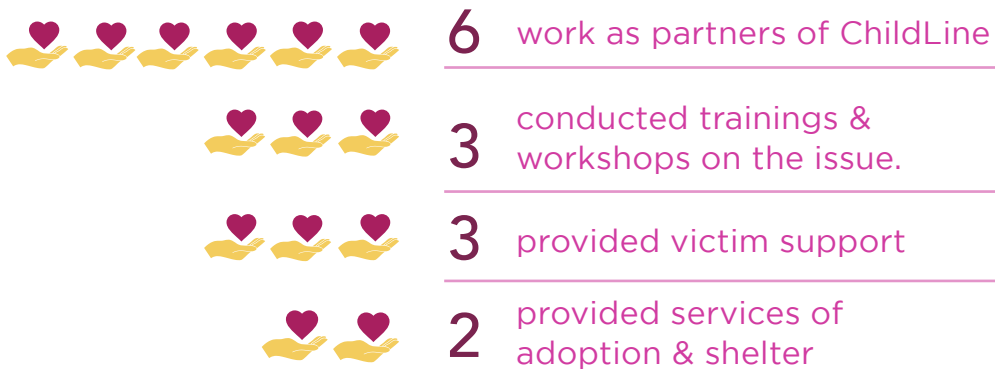 6 work as partners of ChildLine
3 conducted trainings &
workshops on the issue.
3 provided victim support
2 provided services of
adoption & shelter